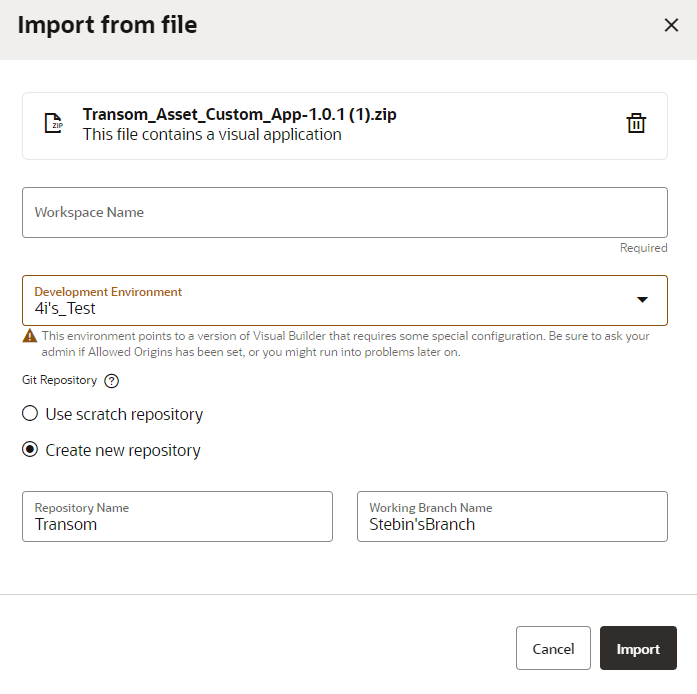 Import from file
ZIP
Transom_Asset_Custom_App-1.0.1 (1).zip
This file contains a visual application
Workspace Name
Required
Development Environment
4i's_Test
This environment points to a version of Visual Builder that requires some special configuration. Be sure to ask your
admin if Allowed Origins has been set, or you might run into problems later on.
Git Repository ?
Use scratch repository
Create new repository
Repository Name
Transom
Working Branch Name
Stebin'sBranch
Cancel
Import